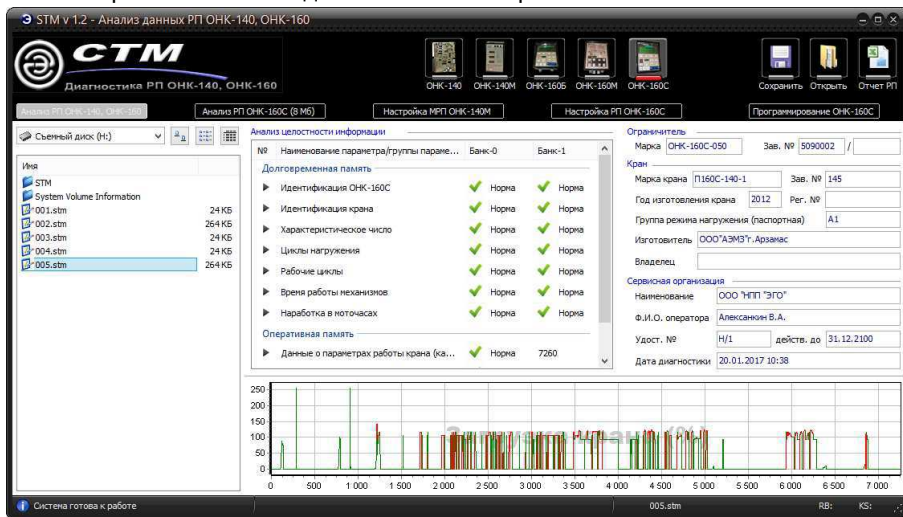 STM v 1.2 - Анализ данных РП ОНК-140, ОНК-160
СТМ
Диагностика РП ОНК-140, ОНК-160
ОНК-140
ОНК-140М
ОНК-160Б
ОНК-160М
ОНК-160С
Сохранить
Открыть
Отчет РП
Анализ РП ОНК-140, ОНК-160
Анализ РП ОНК-160С (8 Мб)
Настройка МРП ОНК-140М
Настройка РП ОНК-160С
Программирование ОНК-160С
Съемный диск (H:)
Имя
STM
System Volume Information
001.stm 24 КБ
002.stm 264 КБ
003.stm 24 КБ
004.stm 24 КБ
005.stm 264 КБ
Анализ целостности информации
№ Наименование параметра/группы параме... Банк-0 Банк-1
Долговременная память
Идентификация ОНК-160С Норма Норма
Идентификация крана Норма Норма
Характеристическое число Норма Норма
Циклы нагружения Норма Норма
Рабочие циклы Норма Норма
Время работы механизмов Норма Норма
Наработка в моточасах Норма Норма
Оперативная память
Данные о параметрах работы крана (ка... Норма 7260
Ограничитель
Марка ОНК-160С-050 Зав. № 5090002 /
Кран
Марка крана П160С-140-1 Зав. № 145
Год изготовления крана 2012 Рег. №
Группа режима нагружения (паспортная) А1
Изготовитель ООО"АЭМЗ"г.Арзамас
Владелец
Сервисная организация
Наименование ООО "НПП "ЭГО"
Ф.И.О. оператора Алексанкин В.А.
Удост. № Н/1 действ. до 31.12.2100
Дата диагностики 20.01.2017 10:38
250
200
150
100
50
0
Загрузка крана (%)
0 500 1 000 1 500 2 000 2 500 3 000 3 500 4 000 4 500 5 000 5 500 6 000 6 500 7 000
Система готова к работе
005.stm
RB:
KS: